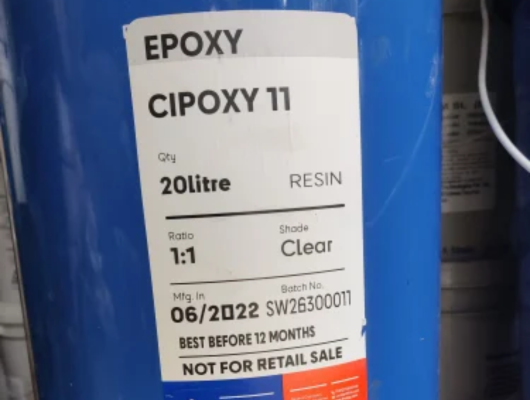 EPOXY
CIPOXY 11
Qty
20litre RESIN
Ratio Shade
1:1 Clear
Mfg. In Batch No.
06/2022 SW26300011
BEST BEFORE 12 MONTHS
NOT FOR RETAIL SALE